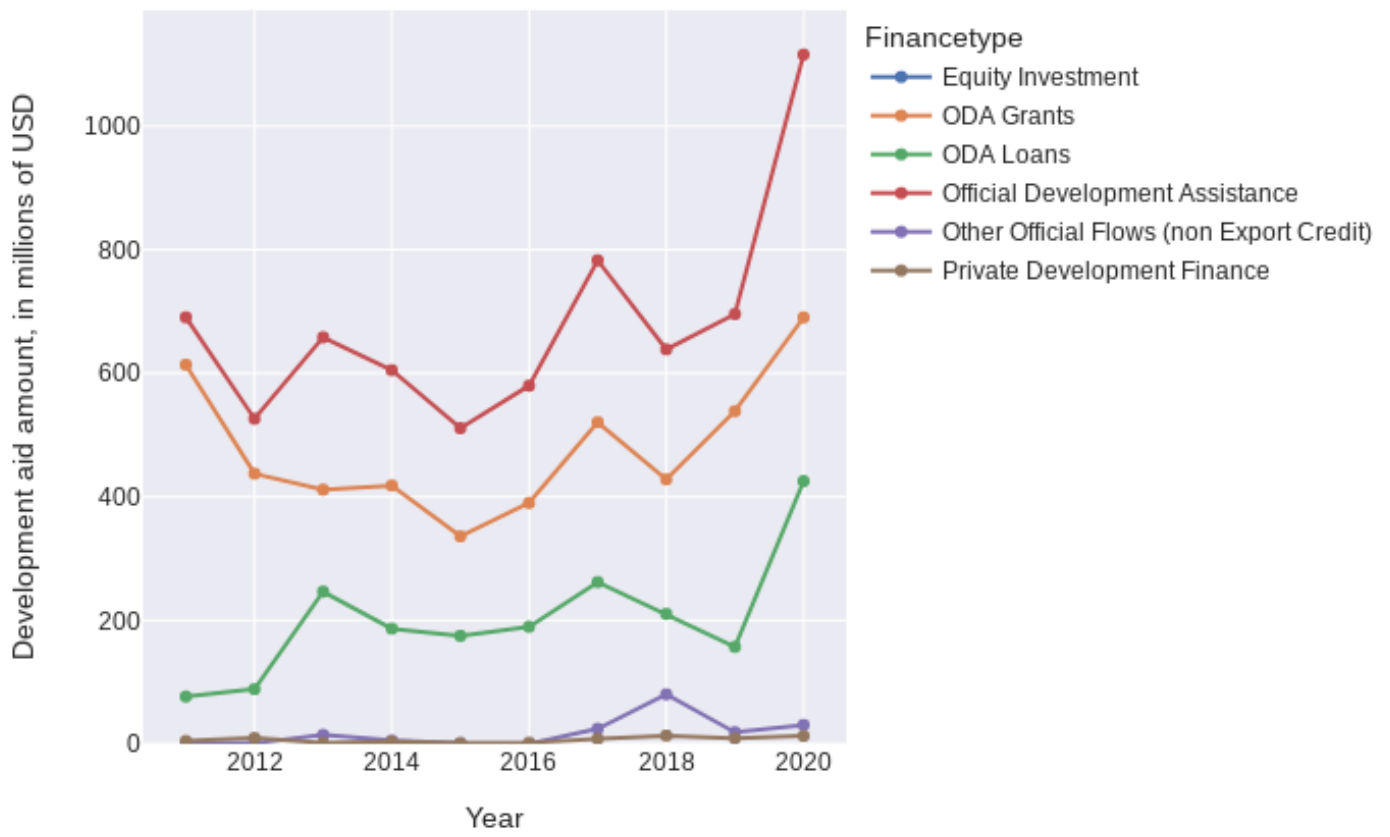 Development aid amount, in millions of USD
1000
800
600
400
200
0
2012
2014
2016
2018
2020
Year
Financetype
Equity Investment
ODA Grants
ODA Loans
Official Development Assistance
Other Official Flows (non Export Credit)
Private Development Finance